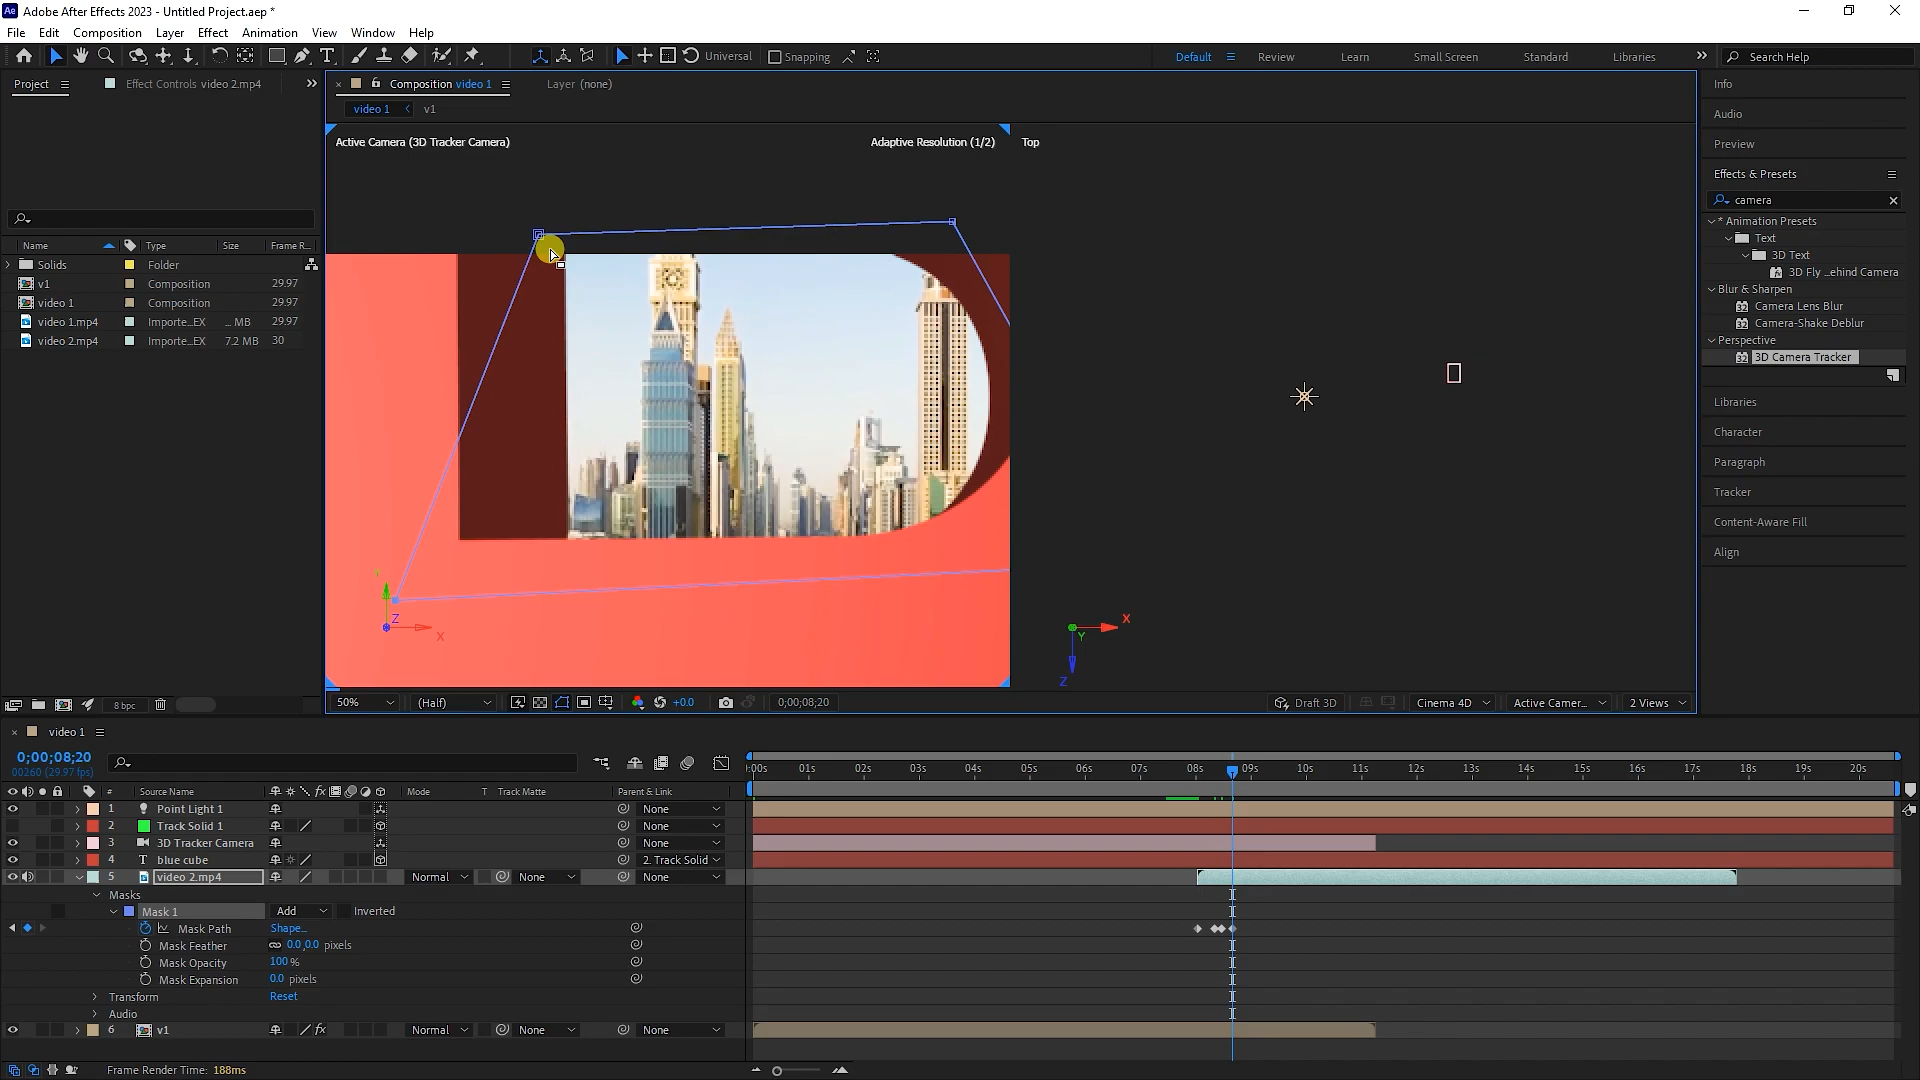 Adobe After Effects 2023 - Untitled Project.aep *
File Edit Composition Layer Effect Animation View Window Help
Universal Snapping Default Review Learn Small Screen Standard Libraries Search Help
Project Effect Controls video 2.mp4 Composition video 1 Layer (none) Info
video 1 v1
Audio
Active Camera (3D Tracker Camera) Adaptive Resolution (1/2) Top
Preview
Effects & Presets
camera
* Animation Presets
Text
3D Text
3D Fly ..ehind Camera
Blur & Sharpen
Camera Lens Blur
Camera-Shake Deblur
Perspective
3D Camera Tracker
Libraries
Character
Paragraph
Tracker
Content-Aware Fill
Align
Name Type Size Frame R...
Solids Folder
v1 Composition 29.97
video 1 Composition 29.97
video 1.mp4 Importe...EX ... MB 29.97
video 2.mp4 Importe...EX 7.2 MB 30
Z X
X Y Z
8 bpc
50% (Half) +0.0 0;00;08;20 Draft 3D Cinema 4D Active Camer... 2 Views
video 1
0;00;08;20
00260 (29.97 fps)
:00s 01s 02s 03s 04s 05s 06s 07s 08s 09s 10s 11s 12s 13s 14s 15s 16s 17s 18s 19s 20s
# Source Name fx Mode T Track Matte Parent & Link
1 Point Light 1 None
2 Track Solid 1 None
3 3D Tracker Camera None
4 T blue cube 2. Track Solid
5 video 2.mp4 Normal None None
Masks
Mask 1 Add Inverted
Mask Path Shape...
Mask Feather 0.0,0.0 pixels
Mask Opacity 100 %
Mask Expansion 0.0 pixels
Transform Reset
Audio
6 v1 fx Normal None None
Frame Render Time: 188ms